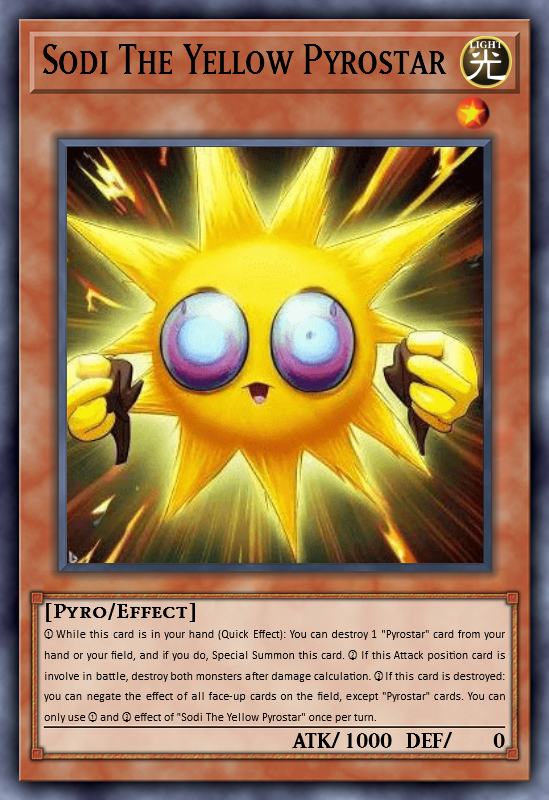 Sodi The Yellow Pyrostar
LIGHT
光
[Pyro/Effect]
① While this card is in your hand (Quick Effect): You can destroy 1 "Pyrostar" card from your
hand or your field, and if you do, Special Summon this card. ② If this Attack position card is
involve in battle, destroy both monsters after damage calculation. ② If this card is destroyed:
you can negate the effect of all face-up cards on the field, except "Pyrostar" cards. You can
only use ① and ② effect of "Sodi The Yellow Pyrostar" once per turn.
ATK/ 1000 DEF/ 0